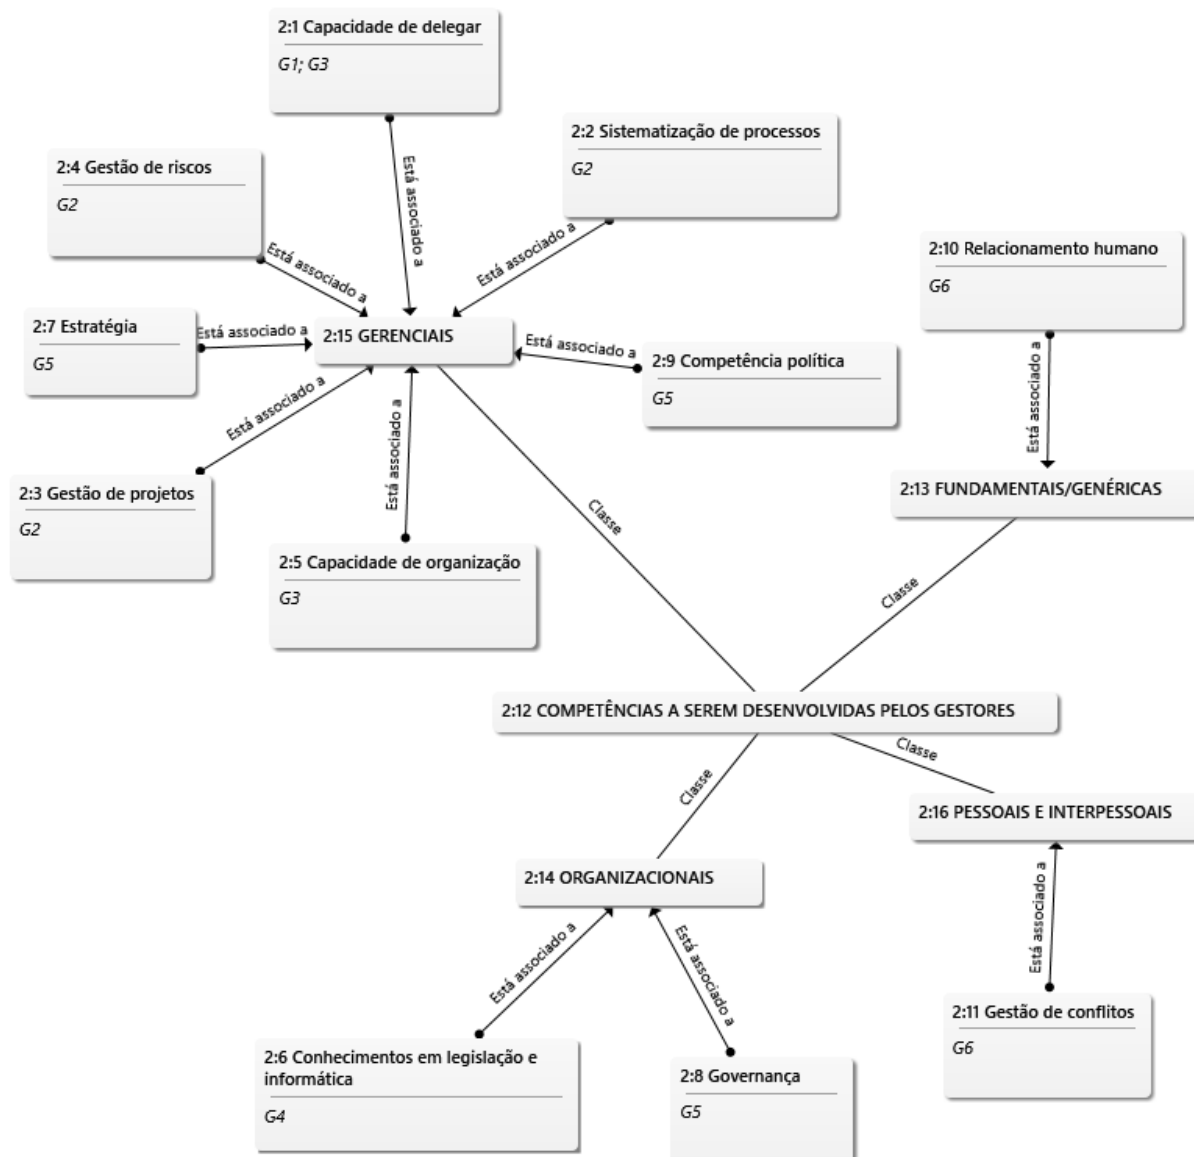 2:1 Capacidade de delegar
G1; G3
2:2 Sistematização de processos
G2
2:4 Gestão de riscos
G2
Está associado a
Está associado a
Está associado a
2:10 Relacionamento humano
G6
2:7 Estratégia
G5
Está associado a
2:15 GERENCIAIS
Está associado a
2:9 Competência política
G5
Está associado a
Está associado a
Está associado a
2:3 Gestão de projetos
G2
2:13 FUNDAMENTAIS/GENÉRICAS
2:5 Capacidade de organização
G3
Classe
Classe
2:12 COMPETÊNCIAS A SEREM DESENVOLVIDAS PELOS GESTORES
Classe
Classe
2:16 PESSOAIS E INTERPESSOAIS
2:14 ORGANIZACIONAIS
Está associado a
Está associado a
Está associado a
2:11 Gestão de conflitos
G6
2:6 Conhecimentos em legislação e
informática
G4
2:8 Governança
G5